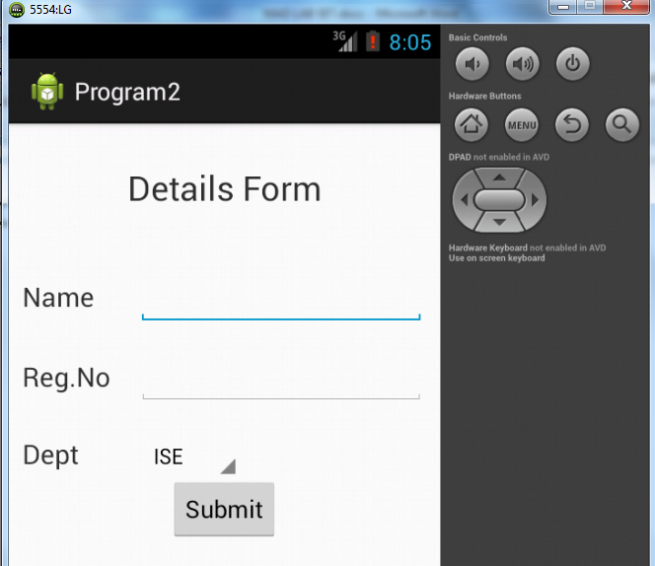 5554:LG
3G 8:05
Program2
Details Form
Name
Reg.No
Dept ISE
Submit
Basic Controls
Hardware Buttons
MENU
DPAD not enabled in AVD
Hardware Keyboard not enabled in AVD
Use on screen keyboard